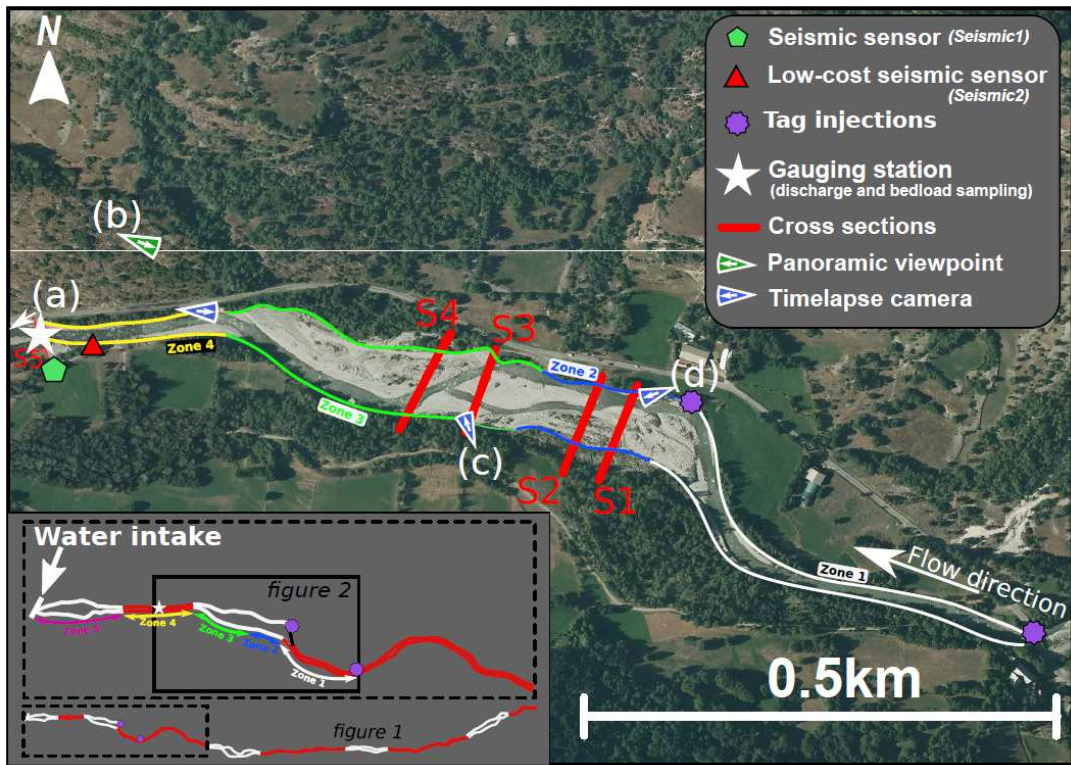 N
Seismic sensor (Seismic1)
Low-cost seismic sensor
(Seismic2)
Tag injections
Gauging station
(discharge and bedload sampling)
Cross sections
Panoramic viewpoint
Timelapse camera
(b)
(a)
S5
Zone 4
S4
S3
Zone 2
(d)
Zone 3
(c)
S2
S1
Zone 1
Flow direction
0.5km
Water intake
figure 2
Zone 5
Zone 4
Zone 3
Zone 2
Zone 1
figure 1